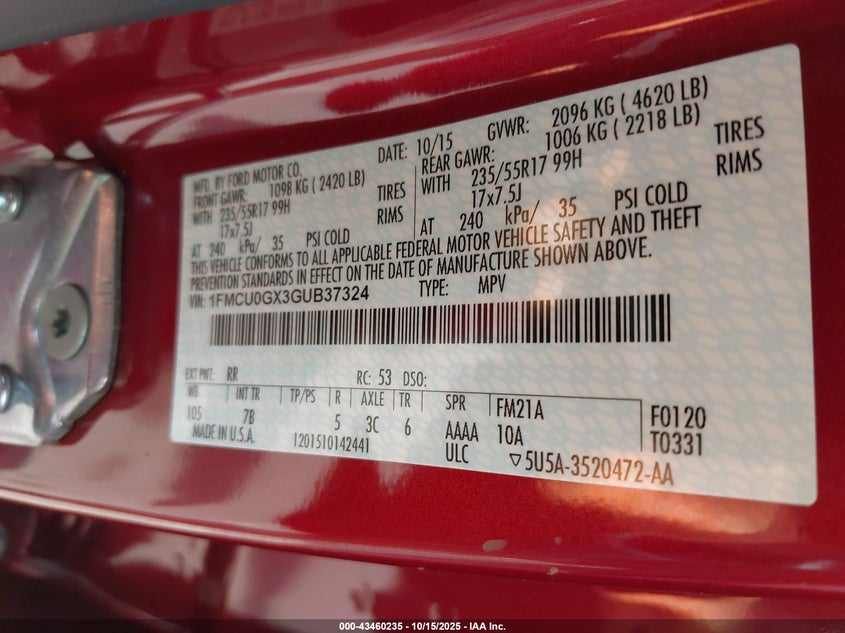 MFD. BY FORD MOTOR CO.
DATE: 10/15 GVWR: 2096 KG ( 4620 LB)
FRONT GAWR: 1098 KG ( 2420 LB)
REAR GAWR: 1006 KG ( 2218 LB)
WITH 235/55R17 99H TIRES
WITH 235/55R17 99H TIRES
17x7.5J RIMS
17x7.5J RIMS
AT 240 kPa/ 35 PSI COLD
AT 240 kPa/ 35 PSI COLD
THIS VEHICLE CONFORMS TO ALL APPLICABLE FEDERAL MOTOR VEHICLE SAFETY AND THEFT
PREVENTION STANDARDS IN EFFECT ON THE DATE OF MANUFACTURE SHOWN ABOVE.
VIN: 1FMCU0GX3GUB37324 TYPE: MPV
EXT PNT: RR RC: 53 DSO:
WB INT TR TP/PS R AXLE TR SPR FM21A F0120
105 7B 5 3C 6 AAAA 10A T0331
MADE IN U.S.A. 1201510142441 ULC ▽5U5A-3520472-AA
000-43460235 - 10/15/2025 - IAA Inc.